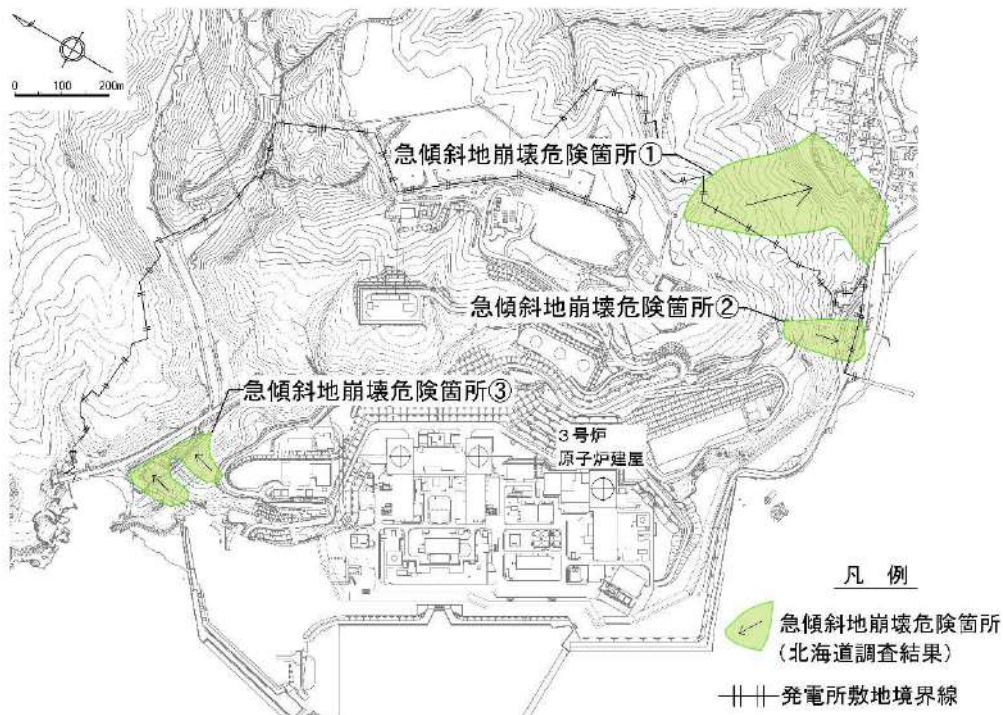 0 100 200m
急傾斜地崩壊危険箇所①
急傾斜地崩壊危険箇所②
急傾斜地崩壊危険箇所③
3号炉
原子炉建屋
凡 例
急傾斜地崩壊危険箇所
(北海道調査結果)
発電所敷地境界線